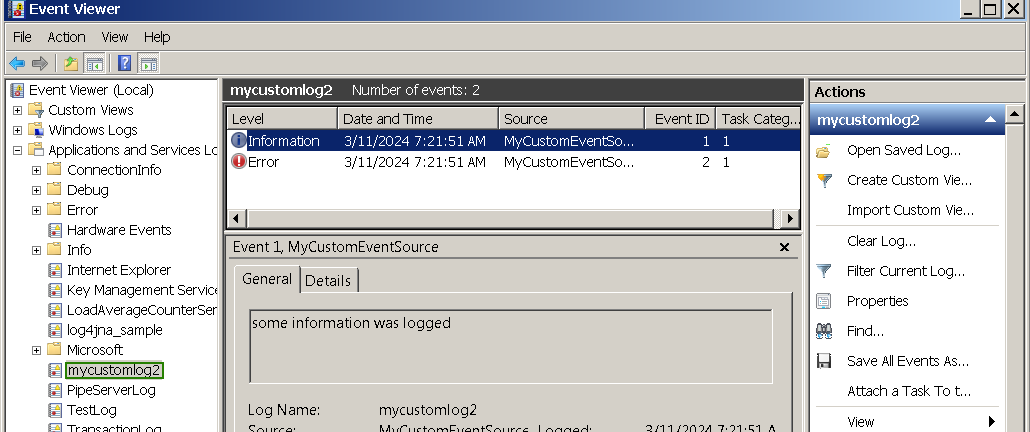 Event Viewer
File Action View Help
Event Viewer (Local)
Custom Views
Windows Logs
Applications and Services Lo
ConnectionInfo
Debug
Error
Hardware Events
Info
Internet Explorer
Key Management Service
LoadAverageCounterSer
log4jna_sample
Microsoft
mycustomlog2
PipeServerLog
TestLog
TransactionLog
mycustomlog2 Number of events: 2
Level Date and Time Source Event ID Task Categ...
Information 3/11/2024 7:21:51 AM MyCustomEventSo... 1 1
Error 3/11/2024 7:21:51 AM MyCustomEventSo... 2 1
Event 1, MyCustomEventSource
General Details
some information was logged
Log Name: mycustomlog2
Source: MyCustomEventSource Logged: 3/11/2024 7:21:51 A
Actions
mycustomlog2
Open Saved Log...
Create Custom Vie...
Import Custom Vie...
Clear Log...
Filter Current Log...
Properties
Find...
Save All Events As...
Attach a Task To t...
View